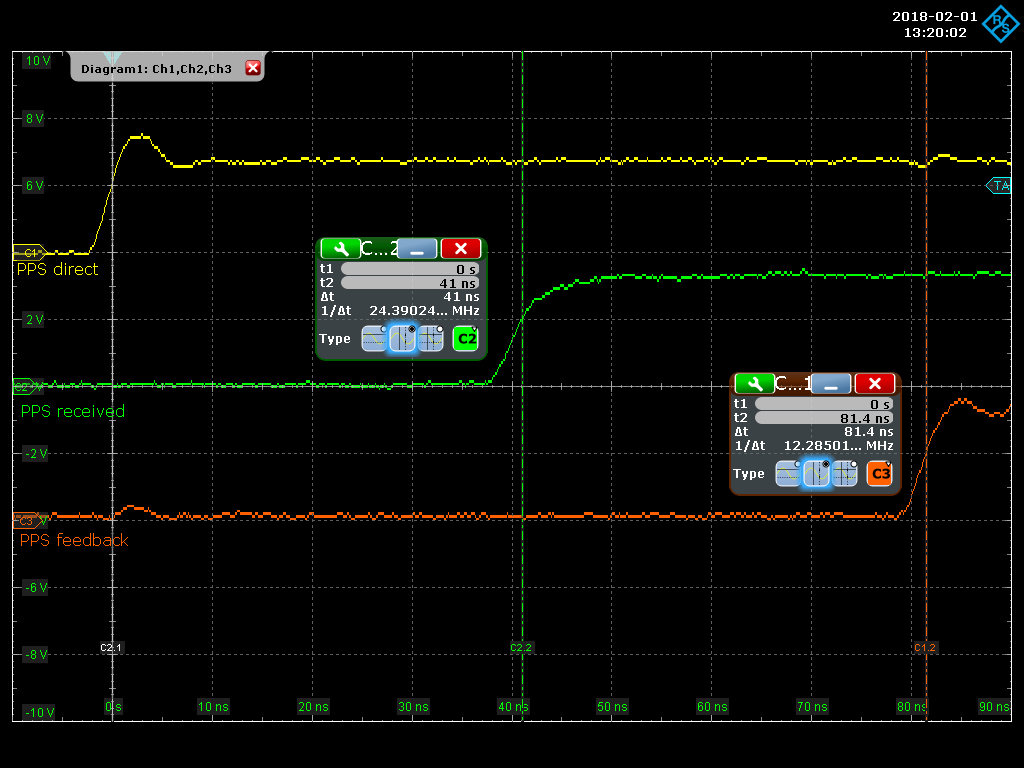 2018-02-01
13:20:02
R S
Diagram1: Ch1,Ch2,Ch3
10 V
8 V
6 V
TA
C1
PPS direct
C...2
t1 0 s
t2 41 ns
Δt 41 ns
1/Δt 24.39024... MHz
Type C2
2 V
C2 V
PPS received
C...1
t1 0 s
t2 81.4 ns
Δt 81.4 ns
1/Δt 12.28501... MHz
Type C3
-2 V
C3 V
PPS feedback
-6 V
-8 V
C2.1 C2.2 C1.2
-10 V
0 s 10 ns 20 ns 30 ns 40 ns 50 ns 60 ns 70 ns 80 ns 90 ns